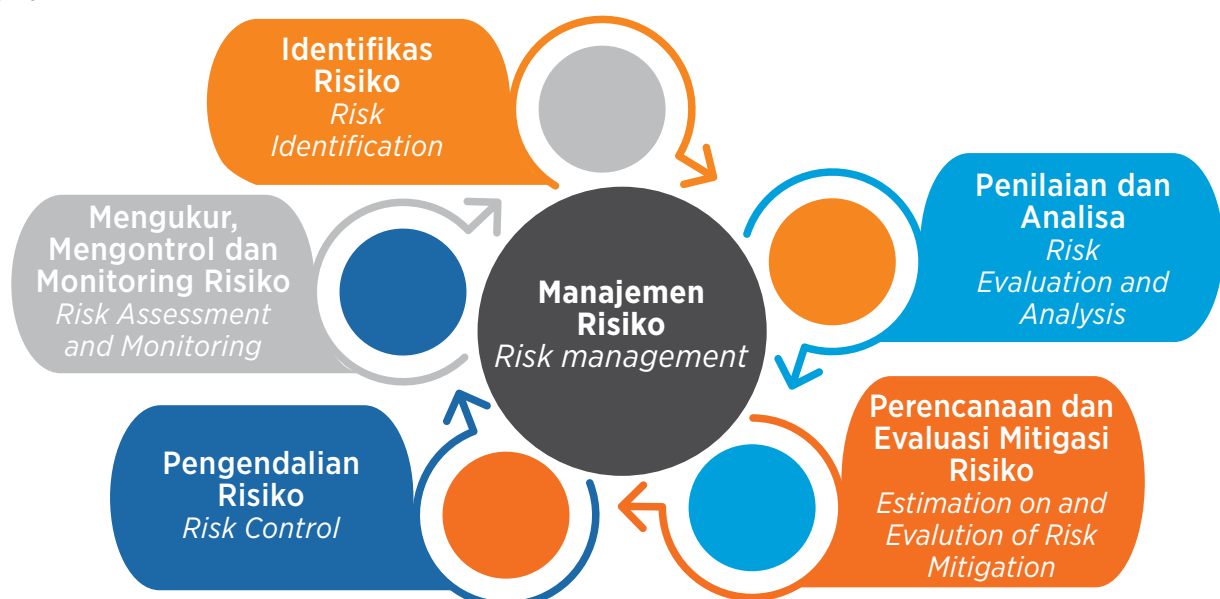 Identifikas
Risiko
Risk
Identification
Penilaian dan
Analisa
Risk
Evaluation and
Analysis
Mengukur,
Mengontrol dan
Monitoring Risiko
Risk Assessment
and Monitoring
Manajemen
Risiko
Risk management
Perencanaan dan
Evaluasi Mitigasi
Risiko
Estimation on and
Evalution of Risk
Mitigation
Pengendalian
Risiko
Risk Control